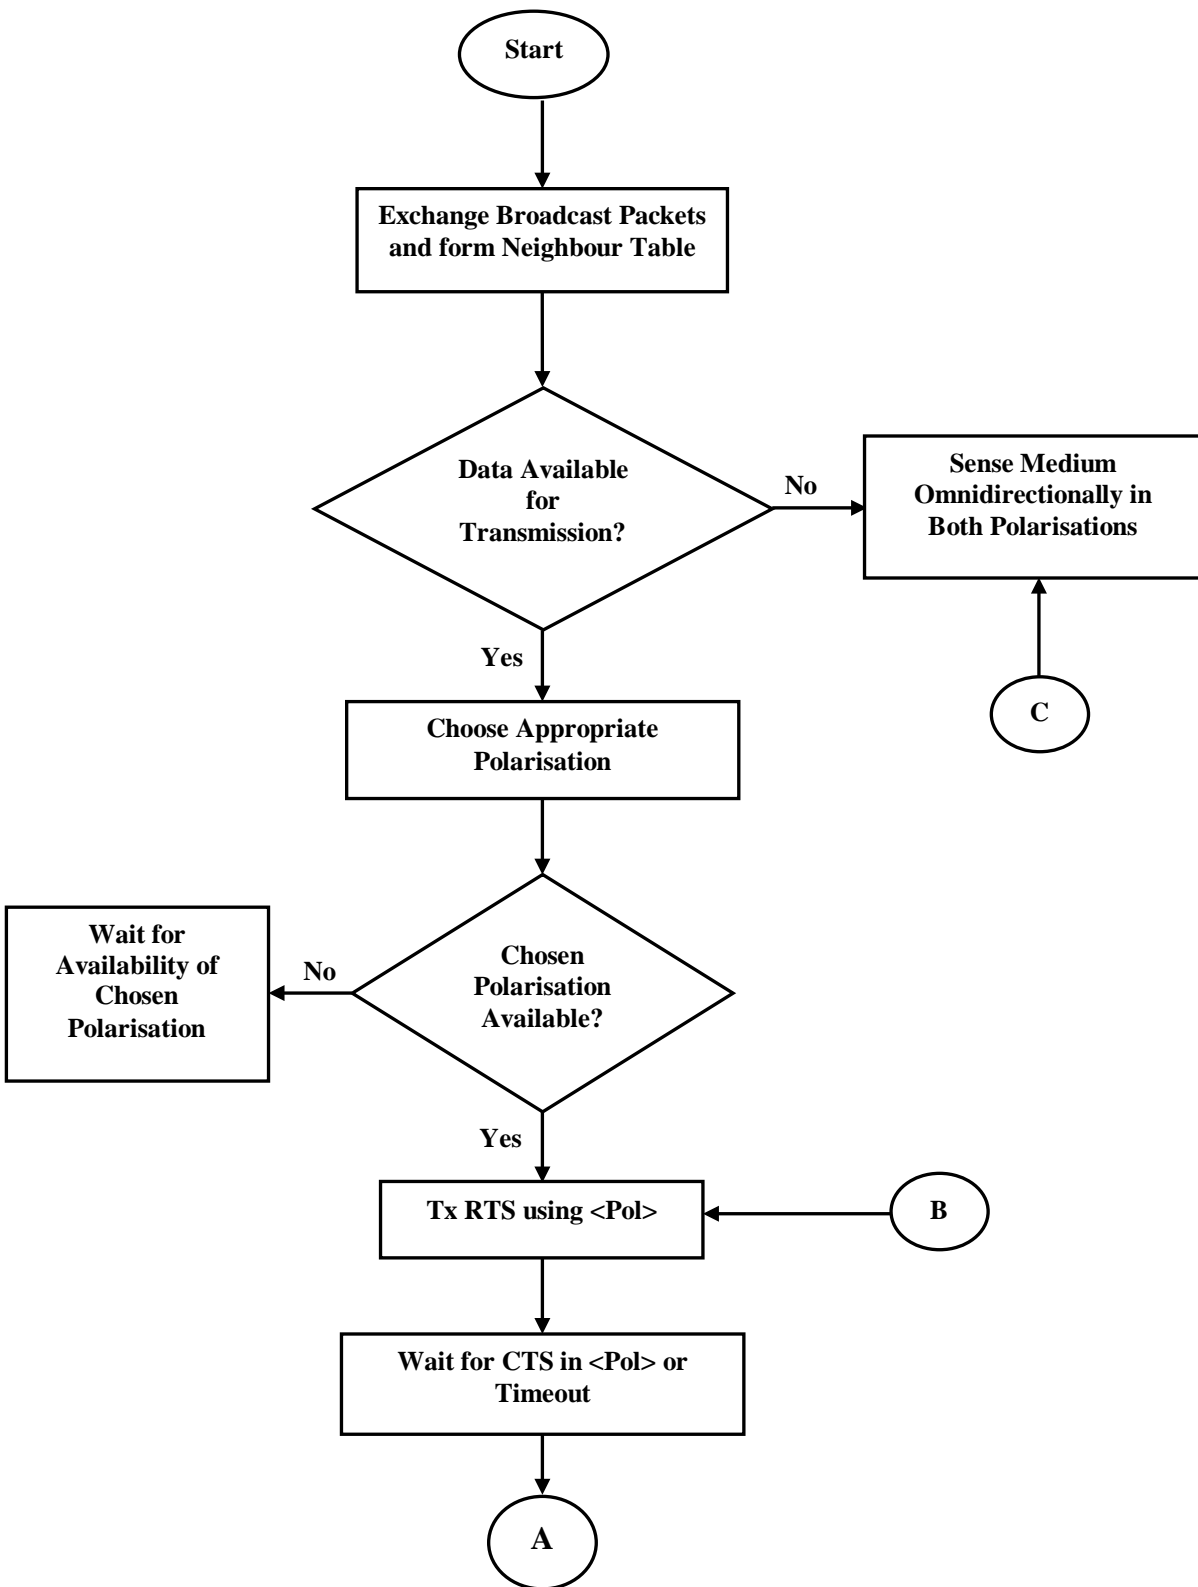 Start
Exchange Broadcast Packets
and form Neighbour Table
Data Available
for
Transmission?
No
Sense Medium
Omnidirectionally in
Both Polarisations
Yes
C
Choose Appropriate
Polarisation
Wait for
Availability of
Chosen
Polarisation
No
Chosen
Polarisation
Available?
Yes
Tx RTS using <Pol>
B
Wait for CTS in <Pol> or
Timeout
A